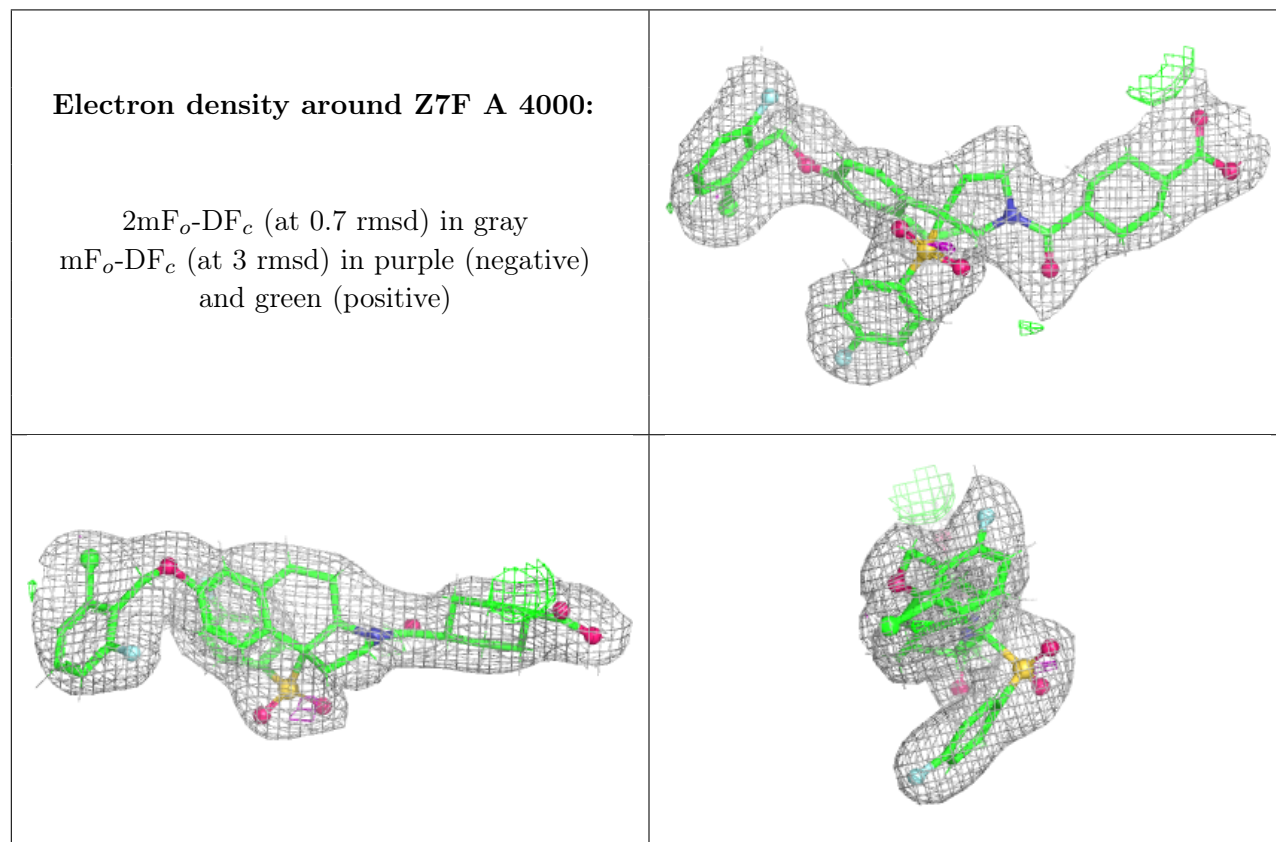 Electron density around Z7F A 4000:
2mFo-DFc (at 0.7 rmsd) in gray
mFo-DFc (at 3 rmsd) in purple (negative)
and green (positive)